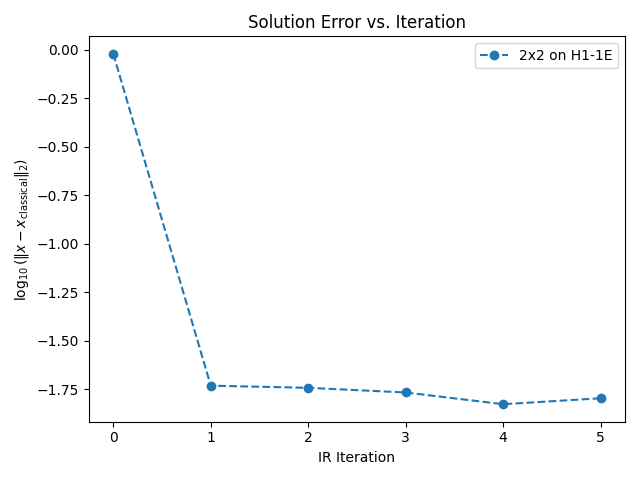 Solution Error vs. Iteration
2x2 on H1-1E
0.00
−0.25
−0.50
−0.75
−1.00
−1.25
−1.50
−1.75
log₁₀(‖x − x_classical‖₂)
0 1 2 3 4 5
IR Iteration